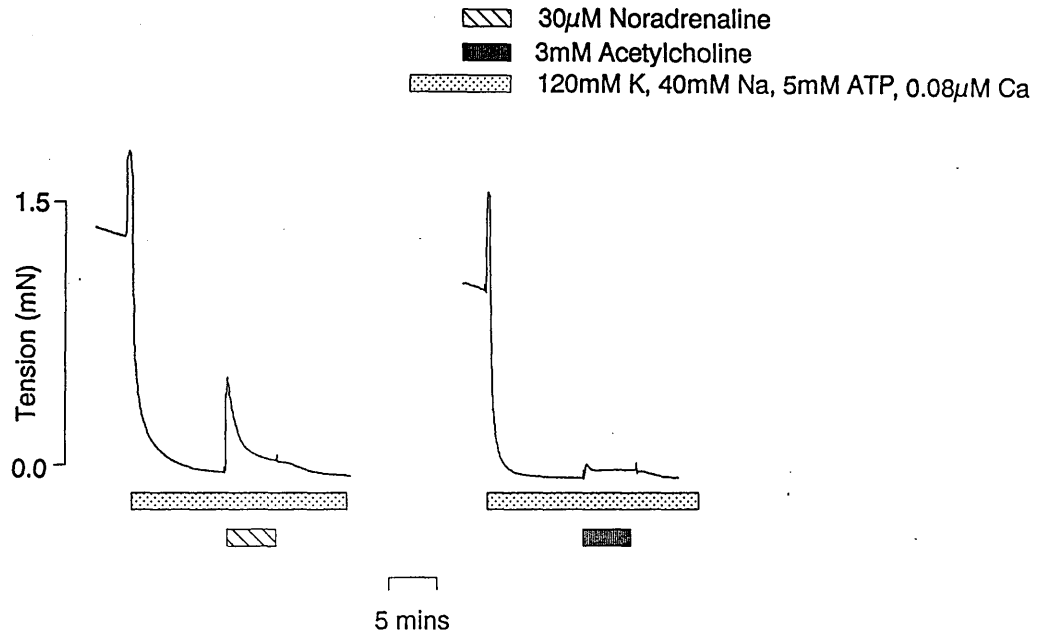 30µM Noradrenaline
3mM Acetylcholine
120mM K, 40mM Na, 5mM ATP, 0.08µM Ca
1.5
Tension (mN)
0.0
5 mins